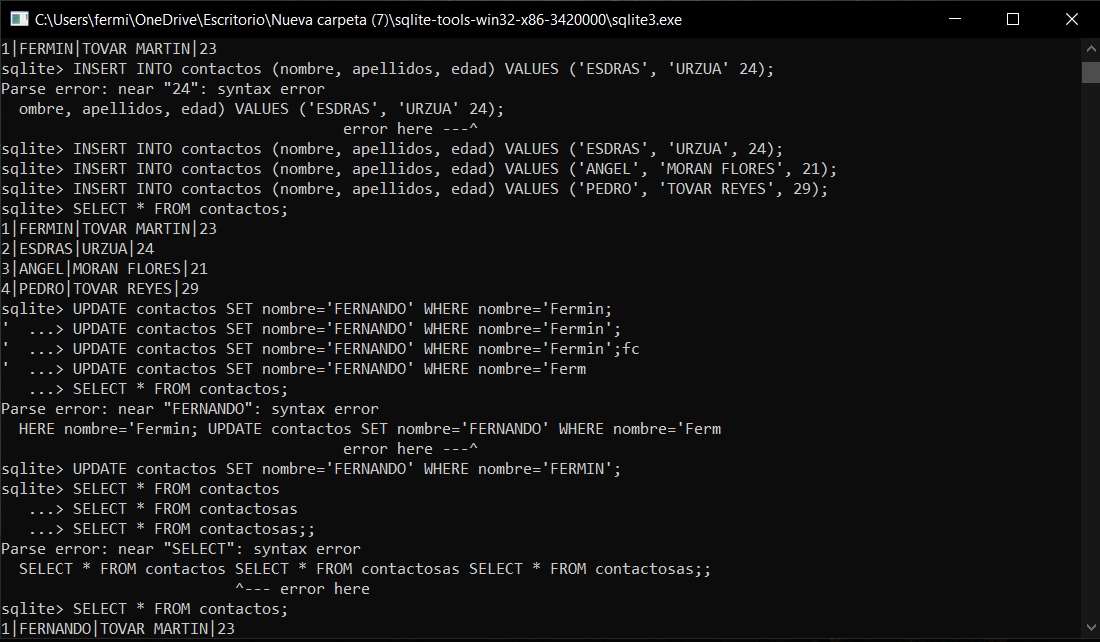 C:\Users\fermi\OneDrive\Escritorio\Nueva carpeta (7)\sqlite-tools-win32-x86-3420000\sqlite3.exe
1|FERMIN|TOVAR MARTIN|23
sqlite> INSERT INTO contactos (nombre, apellidos, edad) VALUES ('ESDRAS', 'URZUA' 24);
Parse error: near "24": syntax error
  ombre, apellidos, edad) VALUES ('ESDRAS', 'URZUA' 24);
                                      error here ---^
sqlite> INSERT INTO contactos (nombre, apellidos, edad) VALUES ('ESDRAS', 'URZUA', 24);
sqlite> INSERT INTO contactos (nombre, apellidos, edad) VALUES ('ANGEL', 'MORAN FLORES', 21);
sqlite> INSERT INTO contactos (nombre, apellidos, edad) VALUES ('PEDRO', 'TOVAR REYES', 29);
sqlite> SELECT * FROM contactos;
1|FERMIN|TOVAR MARTIN|23
2|ESDRAS|URZUA|24
3|ANGEL|MORAN FLORES|21
4|PEDRO|TOVAR REYES|29
sqlite> UPDATE contactos SET nombre='FERNANDO' WHERE nombre='Fermin;
'  ...> UPDATE contactos SET nombre='FERNANDO' WHERE nombre='Fermin';
'  ...> UPDATE contactos SET nombre='FERNANDO' WHERE nombre='Fermin';fc
'  ...> UPDATE contactos SET nombre='FERNANDO' WHERE nombre='Ferm
   ...> SELECT * FROM contactos;
Parse error: near "FERNANDO": syntax error
  HERE nombre='Fermin; UPDATE contactos SET nombre='FERNANDO' WHERE nombre='Ferm
                                      error here ---^
sqlite> UPDATE contactos SET nombre='FERNANDO' WHERE nombre='FERMIN';
sqlite> SELECT * FROM contactos
   ...> SELECT * FROM contactosas
   ...> SELECT * FROM contactosas;;
Parse error: near "SELECT": syntax error
  SELECT * FROM contactos SELECT * FROM contactosas SELECT * FROM contactosas;;
                          ^--- error here
sqlite> SELECT * FROM contactos;
1|FERNANDO|TOVAR MARTIN|23